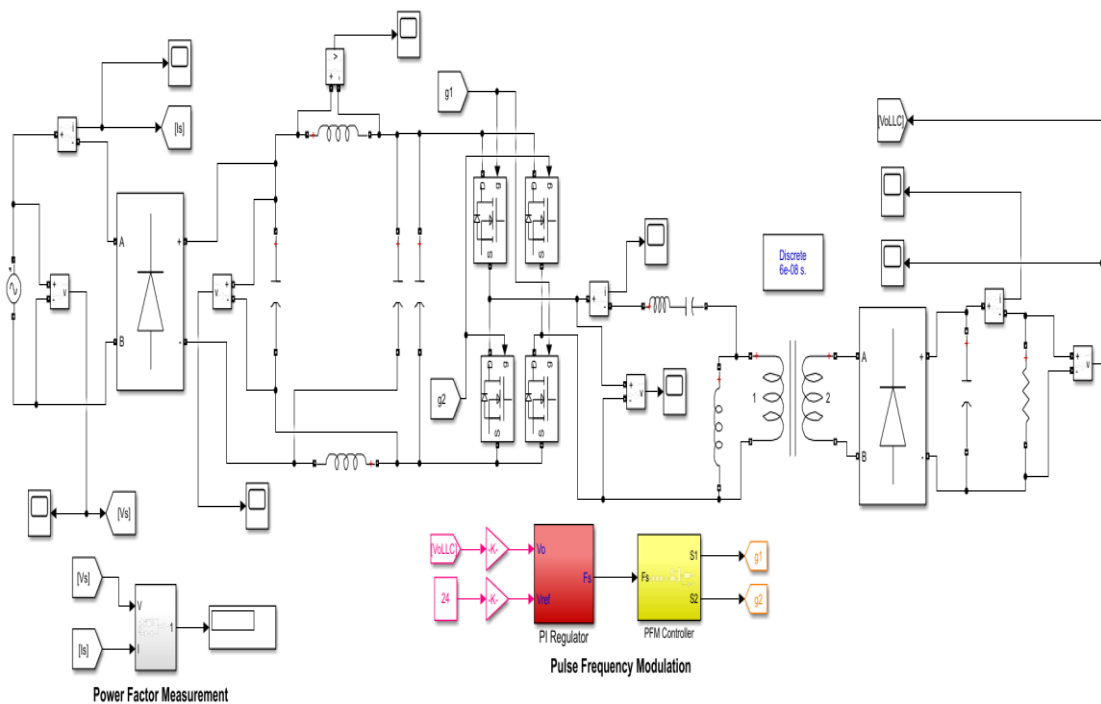 g1
[Is]
[VoLLC]
i
+
-
v
+
-
g
D
S
g
D
S
Discrete
6e-08 s.
A
B
+
-
v
i
+
-
v
+
-
1
2
A
B
+
-
i
+
-
v
+
-
g
D
S
g
D
S
g2
[Vs]
[Vs]
[Is]
V
I
1
Power Factor Measurement
[VoLLC]
-K-
24
-K-
Vo
Vref
Fs
PI Regulator
Fs
S1
S2
PFM Controller
g1
g2
Pulse Frequency Modulation